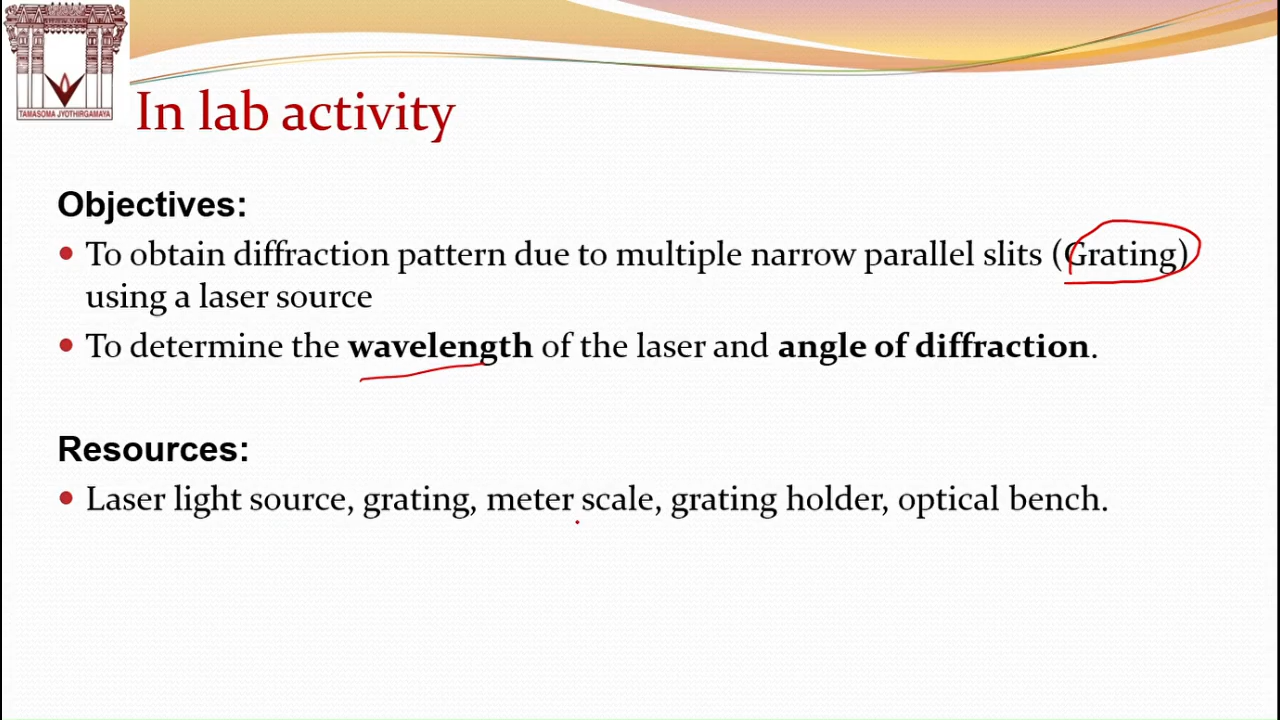 TAMASOMA JYOTHIRGAMAYA
In lab activity
Objectives:
• To obtain diffraction pattern due to multiple narrow parallel slits (Grating)
using a laser source
• To determine the wavelength of the laser and angle of diffraction.
Resources:
• Laser light source, grating, meter scale, grating holder, optical bench.